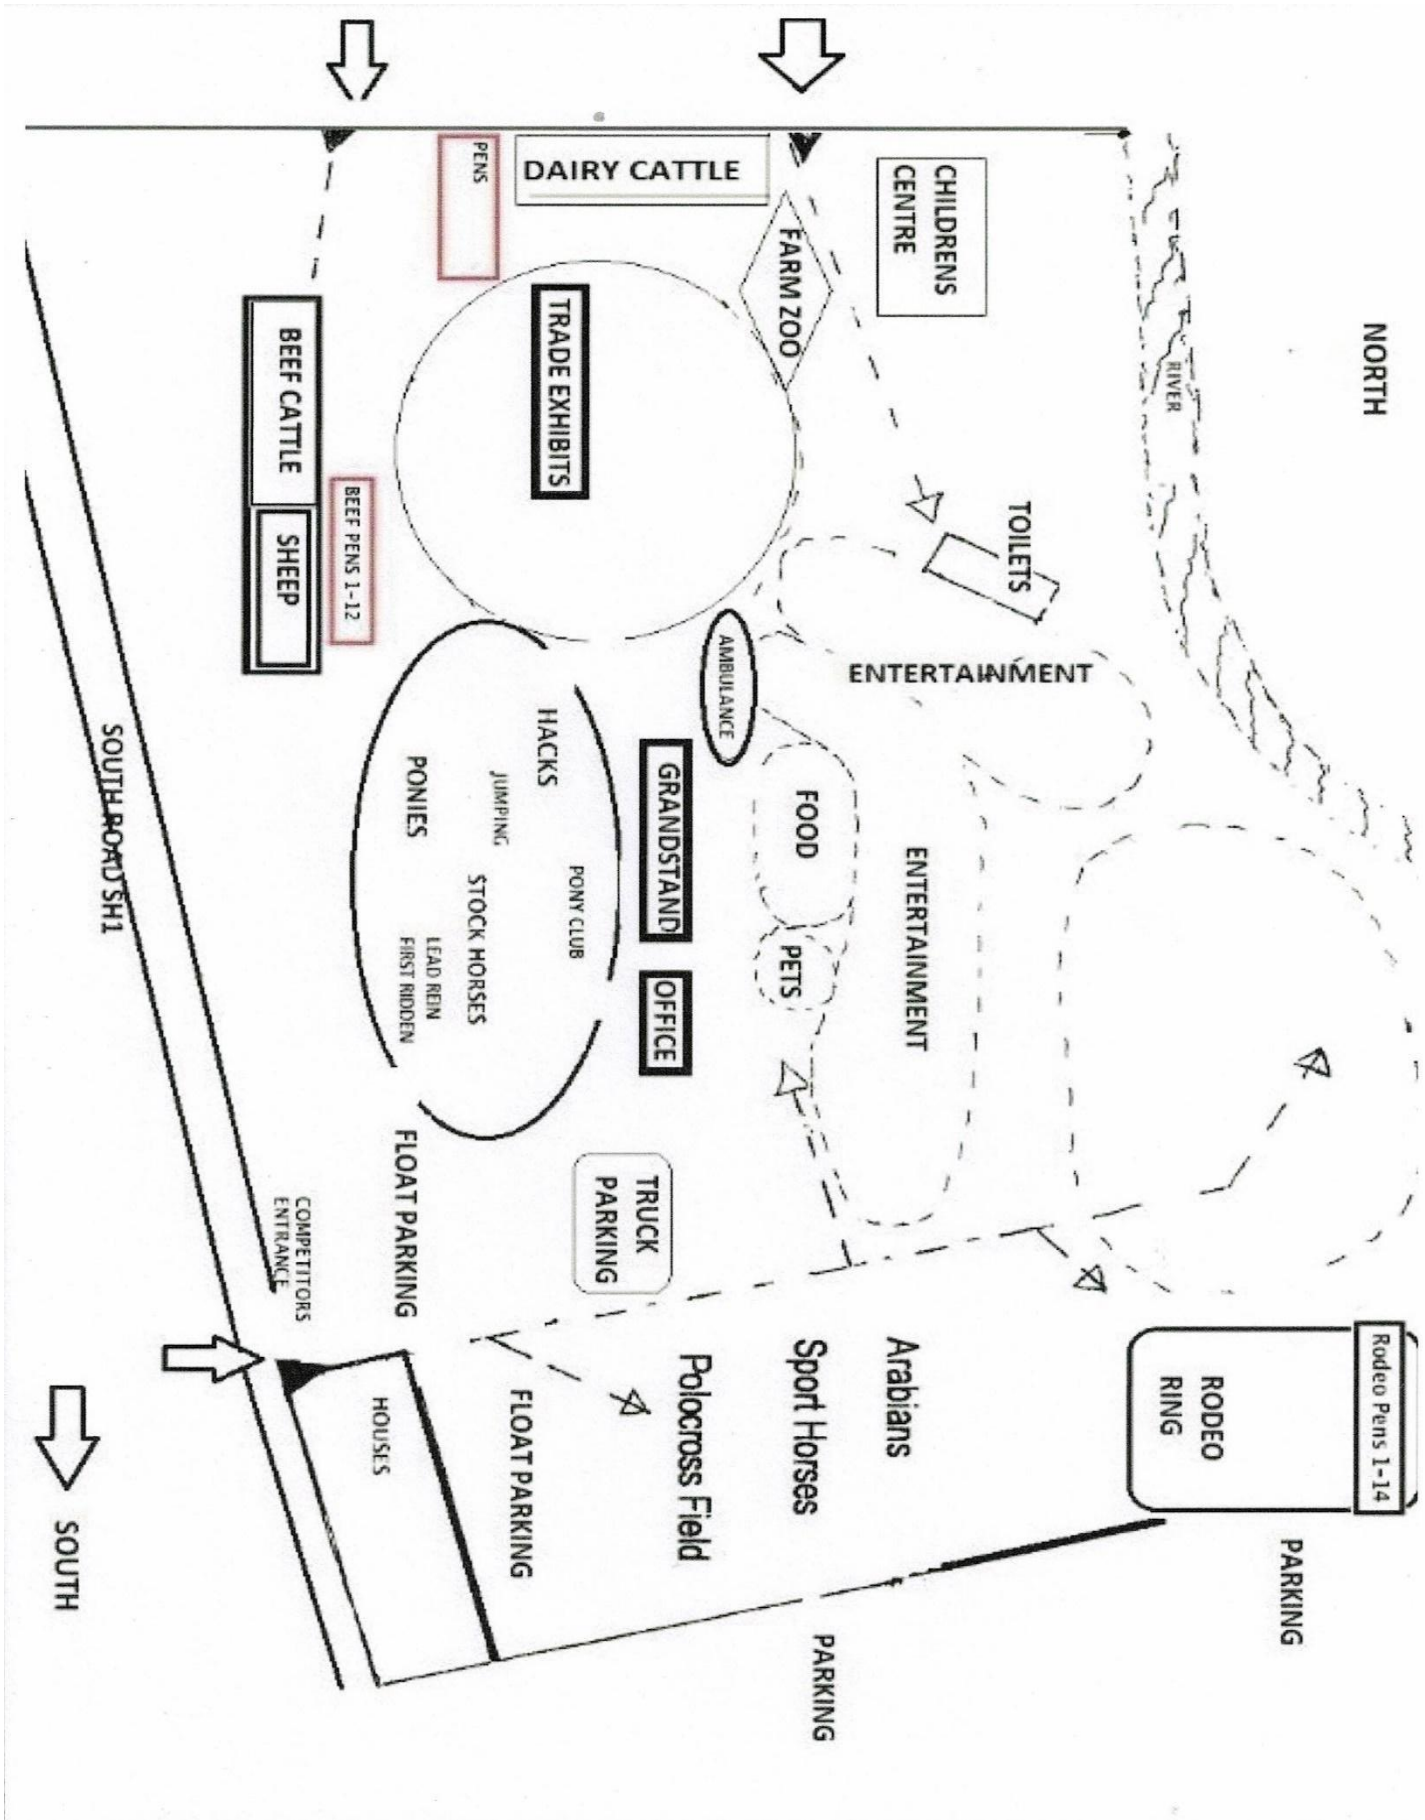 NORTH
RIVER
CHILDRENS
CENTRE
DAIRY CATTLE
PENS
FARM ZOO
TRADE EXHIBITS
BEEF CATTLE
SHEEP
BEEF PENS 1-12
TOILETS
ENTERTAINMENT
AMBULANCE
GRANDSTAND
OFFICE
FOOD
PETS
ENTERTAINMENT
HACKS
JUMPING
PONIES
PONY CLUB
STOCK HORSES
LEAD REIN
FIRST RIDDEN
SOUTH ROAD SH1
FLOAT PARKING
TRUCK
PARKING
COMPETITORS
ENTRANCE
HOUSES
FLOAT PARKING
Polocross Field
Sport Horses
Arabians
RODEO
RING
Rodeo Pens 1-14
PARKING
PARKING
SOUTH